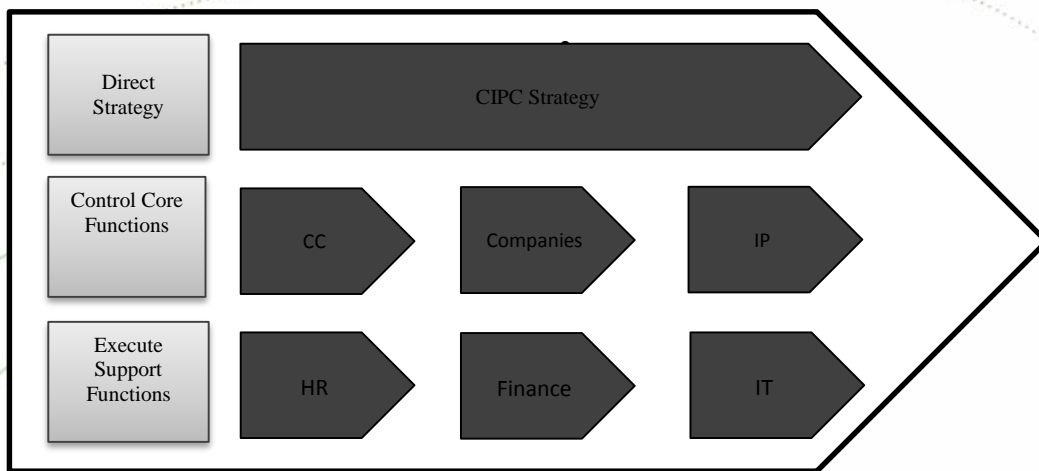 Direct
Strategy
CIPC Strategy
Control Core
Functions
CC
Companies
IP
Execute
Support
Functions
HR
Finance
IT